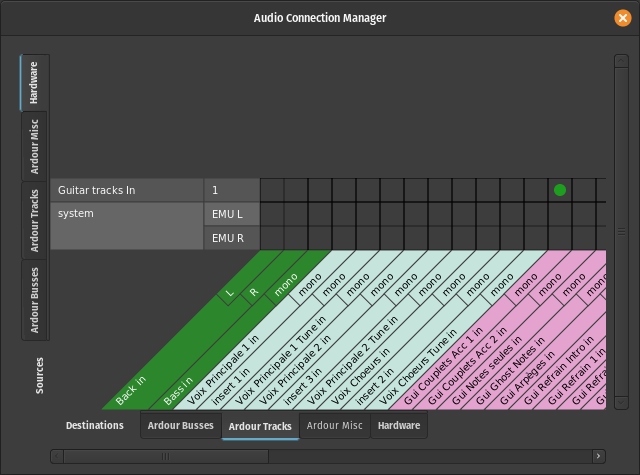 Audio Connection Manager
Hardware
Ardour Misc
Ardour Tracks
Ardour Busses
Sources
Guitar tracks In
1
system
EMU L
EMU R
L
R
mono
mono
mono
mono
mono
mono
mono
mono
mono
mono
mono
mono
mono
Back in
Bass in
Voix Principale 1 in
insert 1 in
Voix Principale 1 Tune in
Voix Principale 2 in
insert 3 in
Voix Principale 2 Tune in
Voix Choeurs in
insert 2 in
Voix Choeurs Tune in
Gui Couplets Acc 1 in
Gui Couplets Acc 2 in
Gui Notes seules in
Gui Ghost Notes in
Gui Arpèges in
Gui Refrain Intro in
Gui Refrain 1 in
Gui Refra
Gui
Destinations
Ardour Busses
Ardour Tracks
Ardour Misc
Hardware